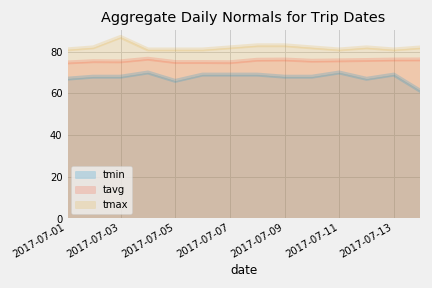 Aggregate Daily Normals for Trip Dates
80
60
40
20
0
tmin
tavg
tmax
2017-07-01
2017-07-03
2017-07-05
2017-07-07
2017-07-09
2017-07-11
2017-07-13
date